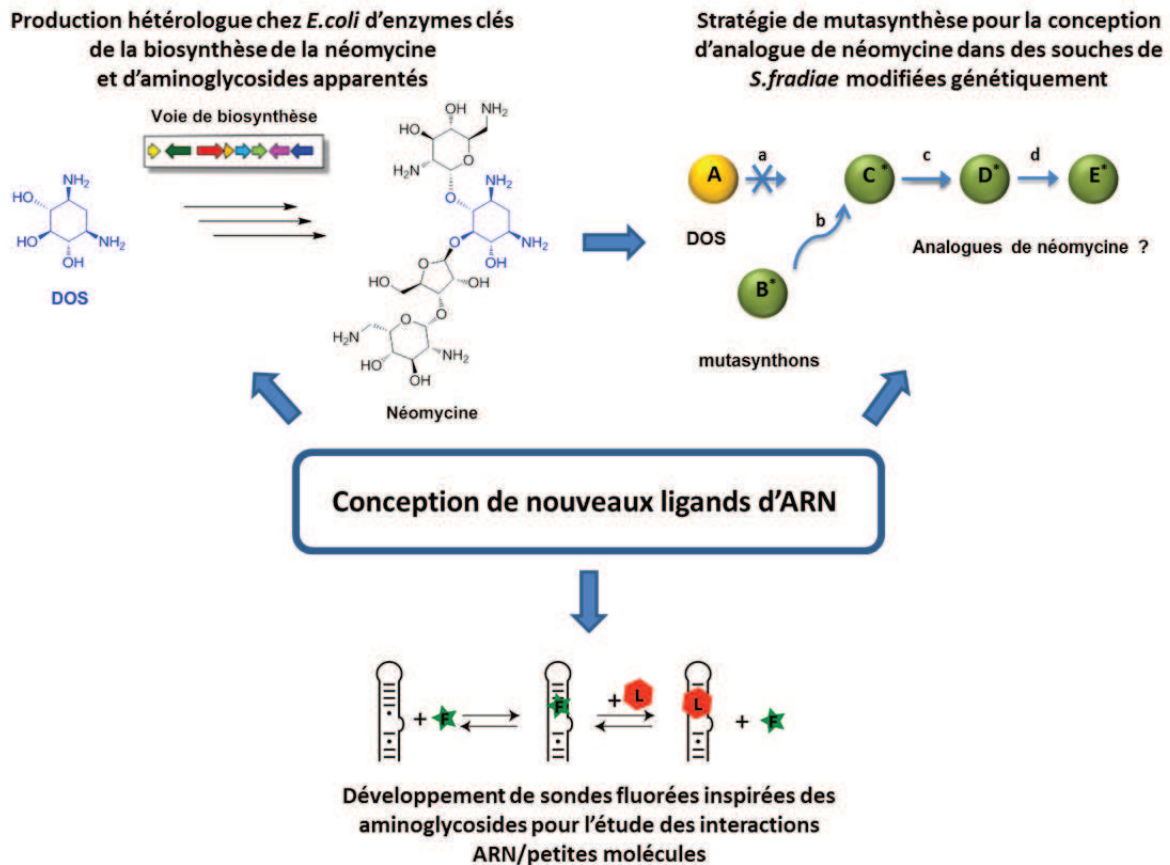 Production hétérologue chez E.coli d'enzymes clés
de la biosynthèse de la néomycine
et d'aminoglycosides apparentés
Voie de biosynthèse
NH2
HO
HO
NH2
OH
DOS
NH2
OH
HO
O
H2N
O
NH2
HO
O
NH2
OH
O
HO
OH
O
H2N
O
HO
NH2
OH
Néomycine
Stratégie de mutasynthèse pour la conception
d'analogue de néomycine dans des souches de
S.fradiae modifiées génétiquement
A
a
C*
c
D*
d
E*
DOS
b
Analogues de néomycine ?
B*
mutasynthons
Conception de nouveaux ligands d'ARN
+ F
F
+ L
L
+ F
Développement de sondes fluorées inspirées des
aminoglycosides pour l'étude des interactions
ARN/petites molécules